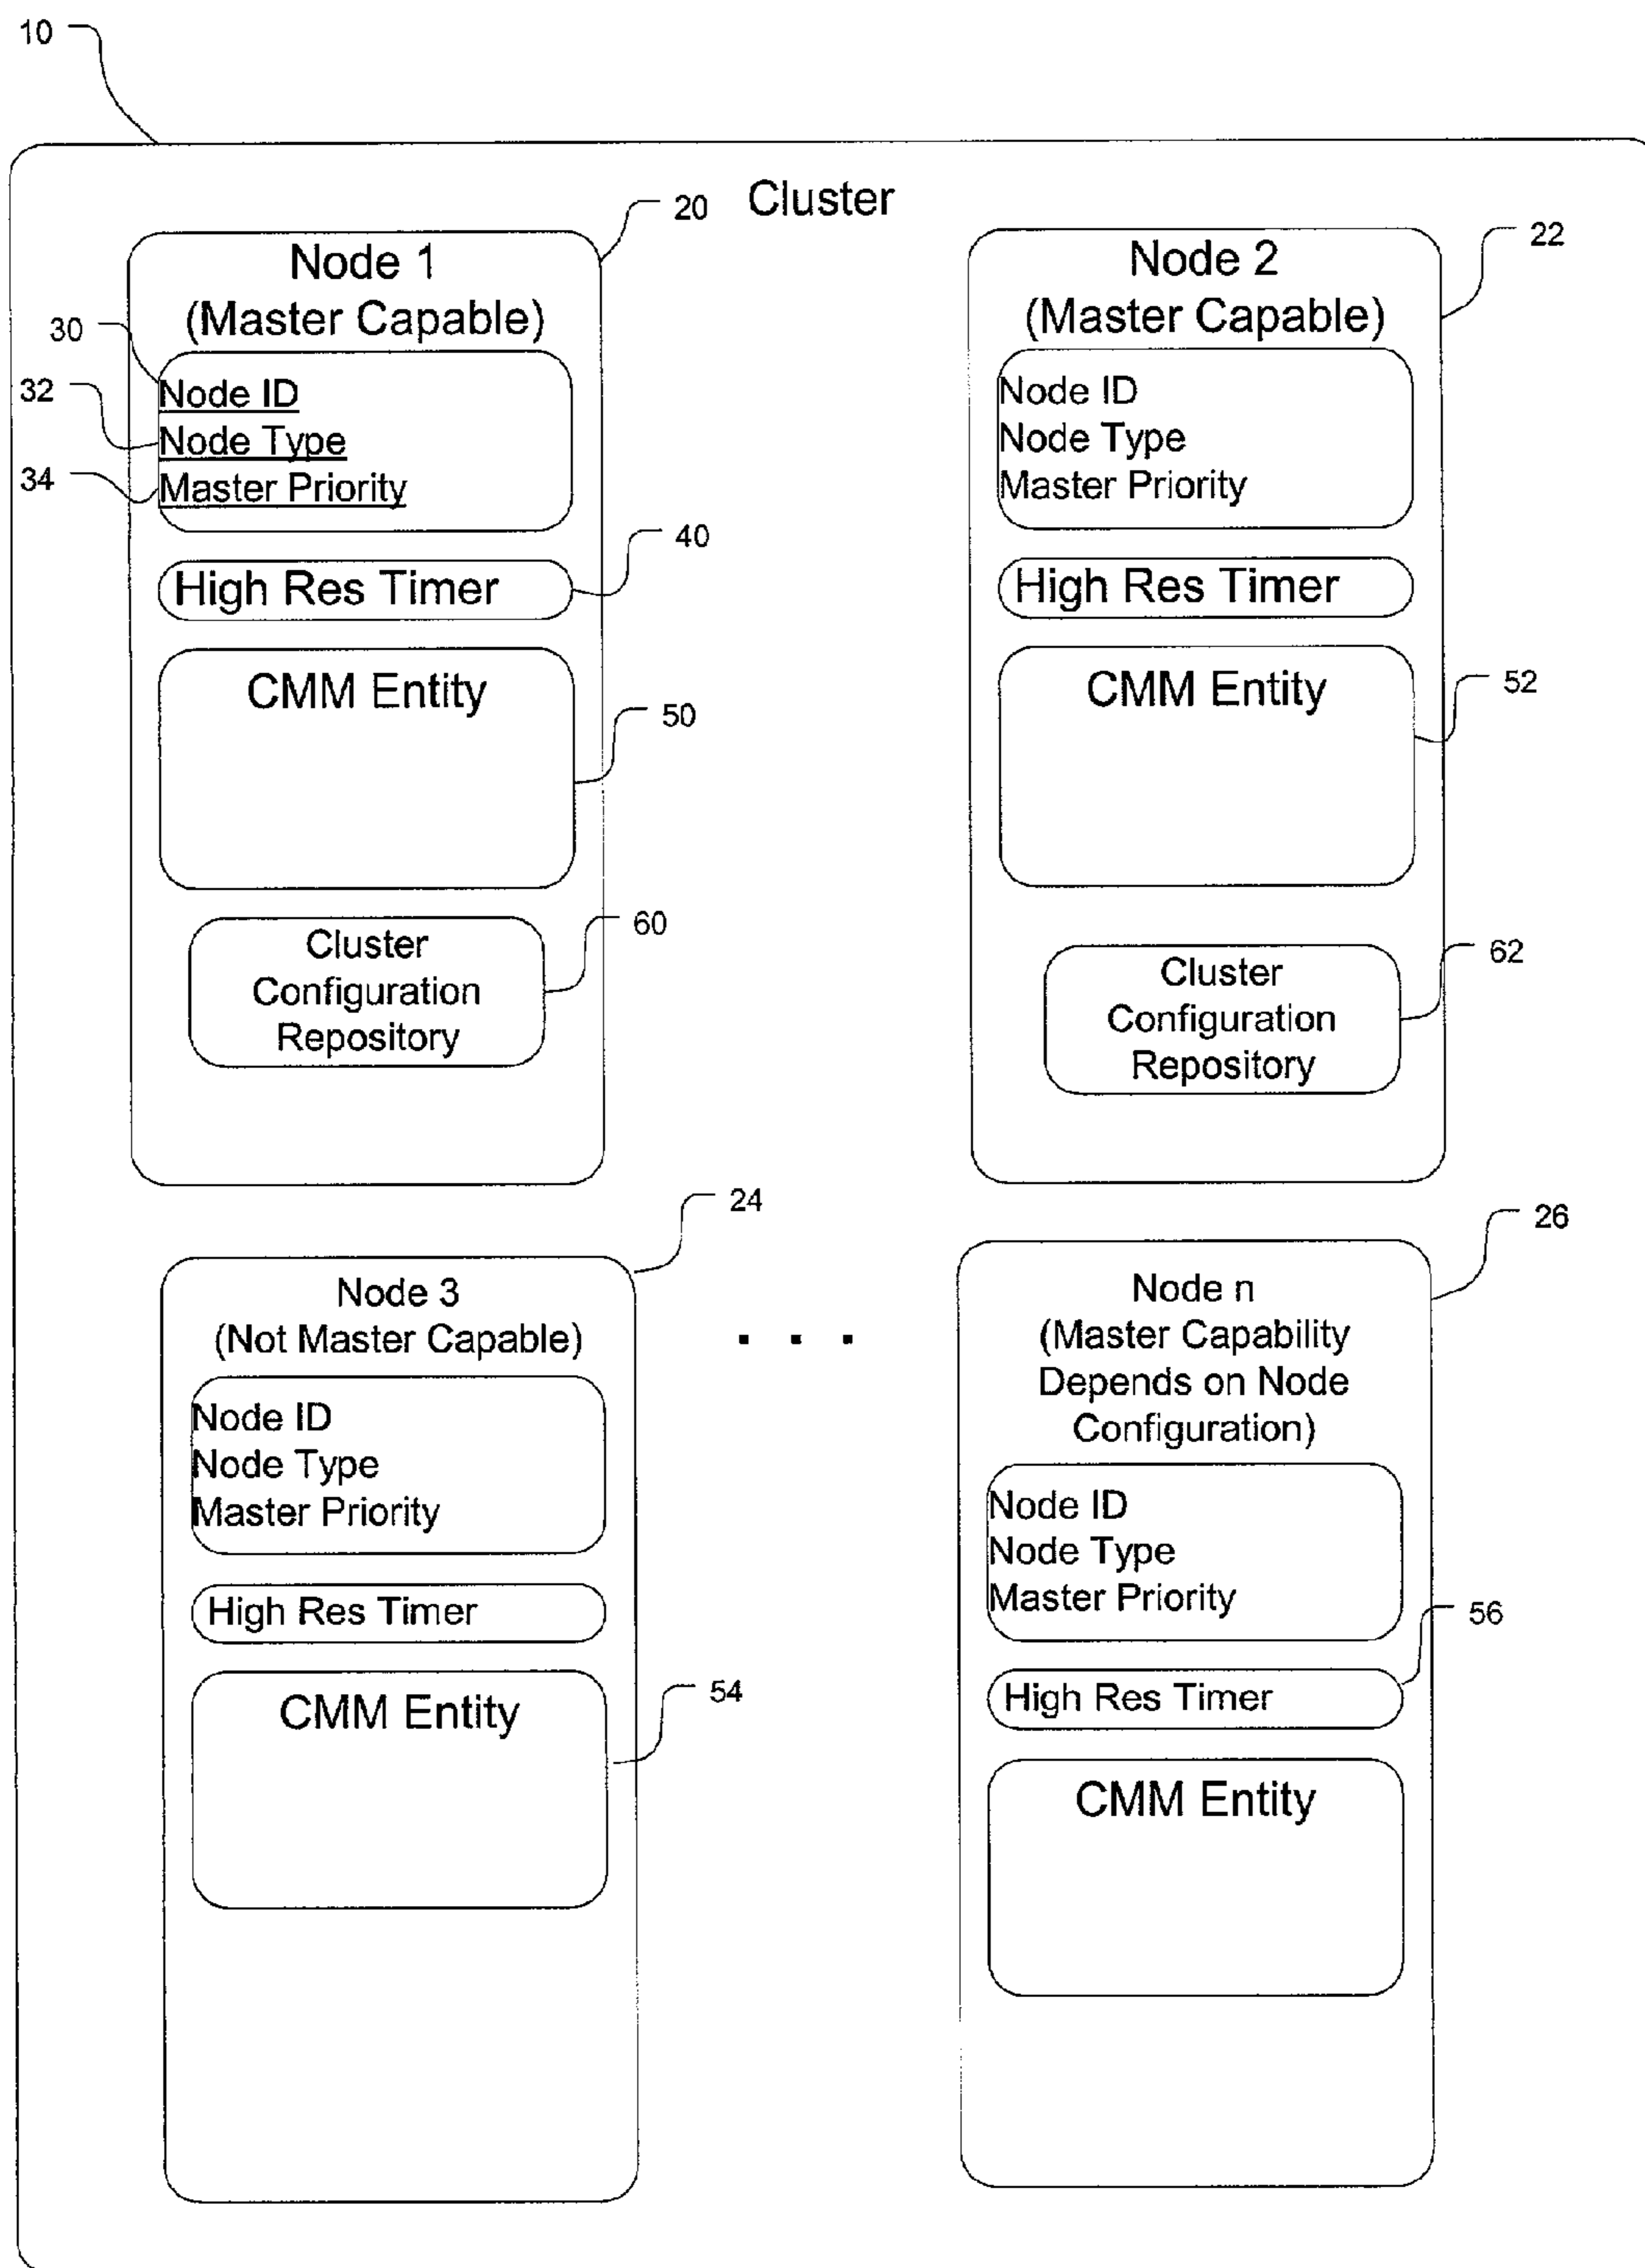 10
Cluster
20
Node 1
(Master Capable)
30
Node ID
32
Node Type
34
Master Priority
40
High Res Timer
CMM Entity
50
60
Cluster
Configuration
Repository
22
Node 2
(Master Capable)
Node ID
Node Type
Master Priority
High Res Timer
CMM Entity
52
62
Cluster
Configuration
Repository
24
Node 3
(Not Master Capable)
Node ID
Node Type
Master Priority
High Res Timer
CMM Entity
54
. . .
26
Node n
(Master Capability
Depends on Node
Configuration)
Node ID
Node Type
Master Priority
56
High Res Timer
CMM Entity